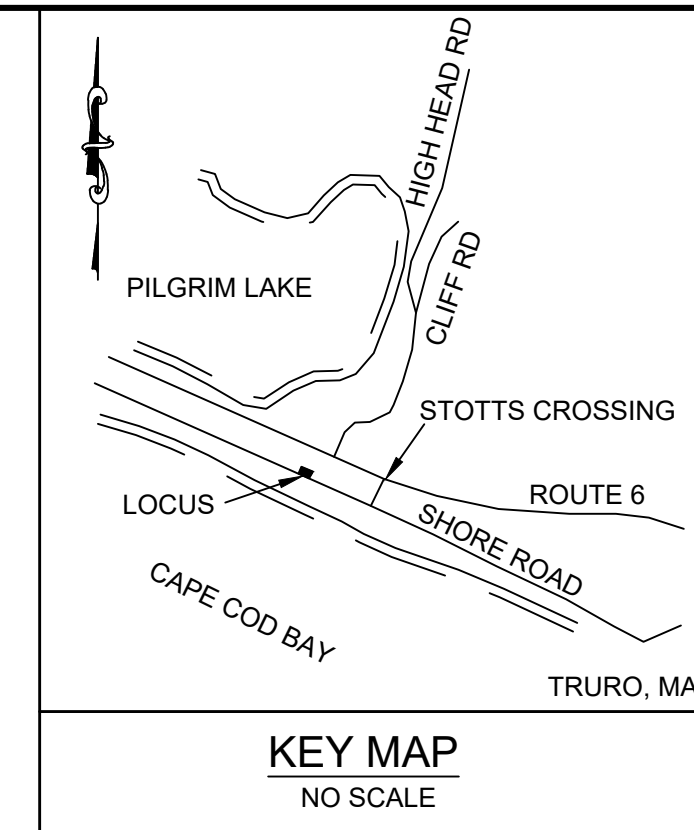 HIGH HEAD RD
CLIFF RD
PILGRIM LAKE
STOTTS CROSSING
LOCUS
ROUTE 6
SHORE ROAD
CAPE COD BAY
TRURO, MA
KEY MAP
NO SCALE